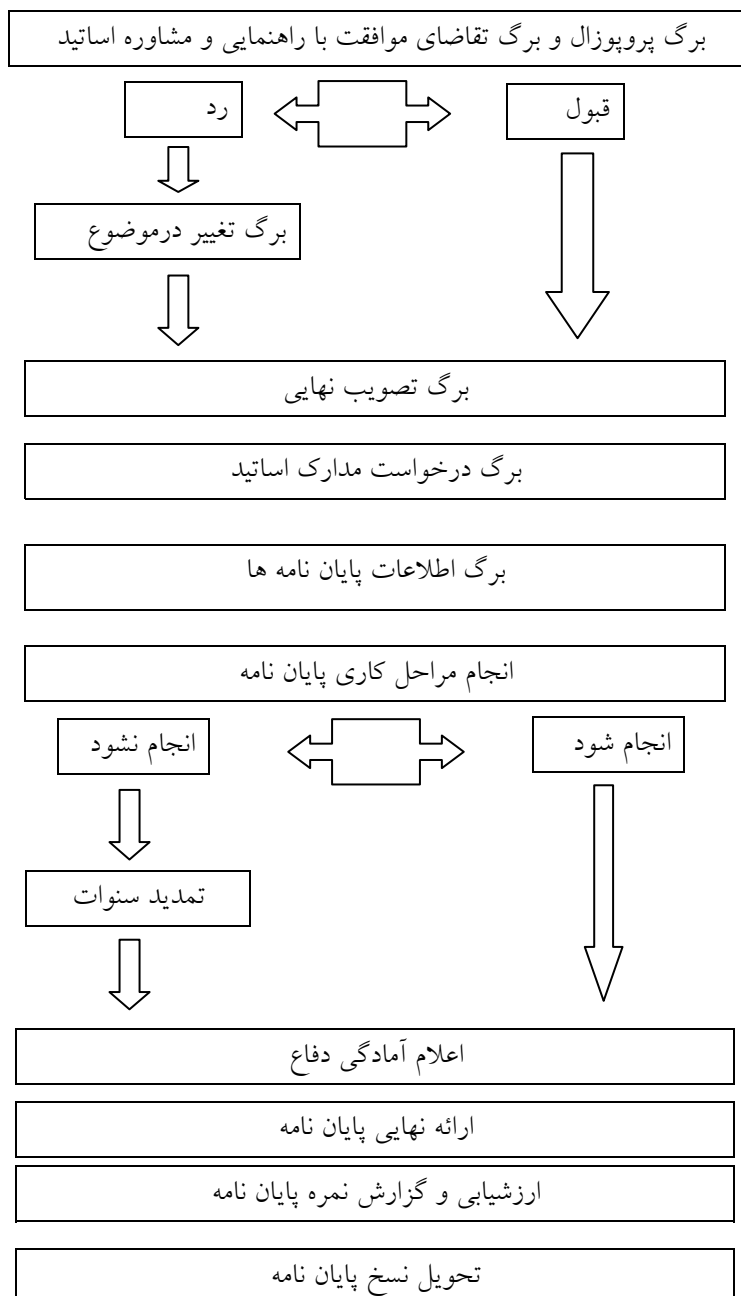 برگ پروپوزال و برگ تقاضای موافقت با راهنمایی و مشاوره اساتید
قبول
رد
برگ تغییر درموضوع
برگ تصویب نهایی
برگ درخواست مدارک اساتید
برگ اطلاعات پایان نامه ها
انجام مراحل کاری پایان نامه
انجام شود
انجام نشود
تمدید سنوات
اعلام آمادگی دفاع
ارائه نهایی پایان نامه
ارزشیابی و گزارش نمره پایان نامه
تحویل نسخ پایان نامه